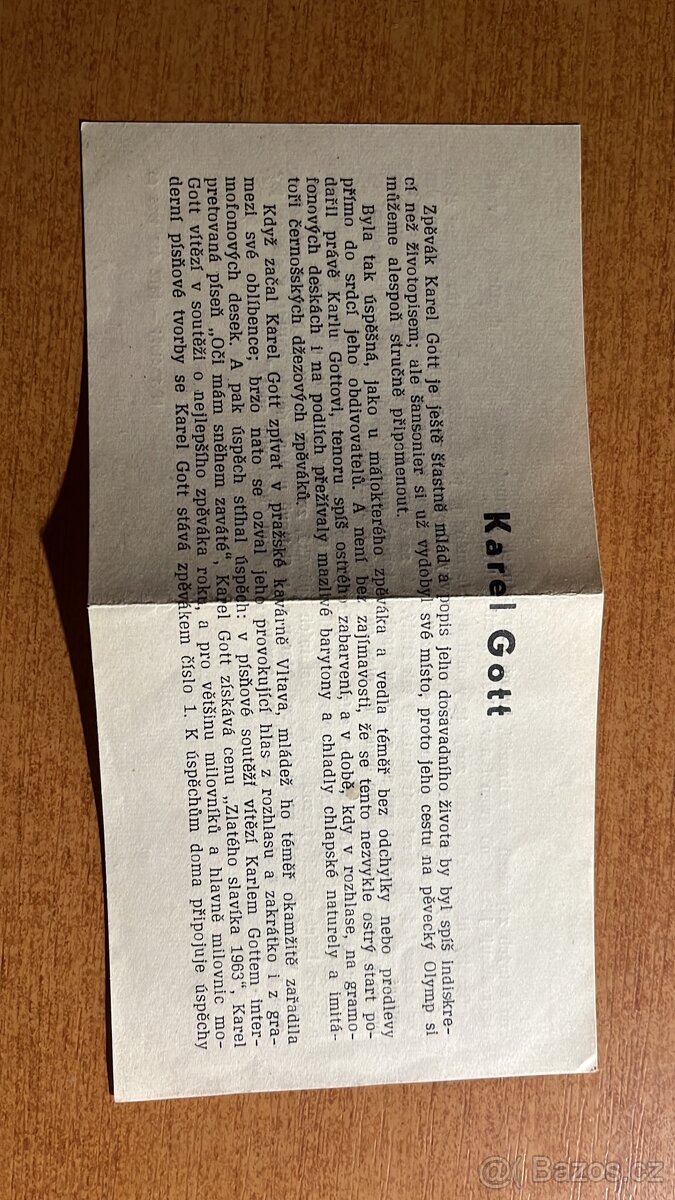 Karel Gott
Zpěvák Karel Gott je ještě šťastně mlád a popis jeho dosavadního života by byl spíš indiskre-
cí než životopisem; ale šansonier si už vydobyl své místo, proto jeho cestu na pěvecký Olymp si
můžeme alespoň stručně připomenout.
Byla tak úspěšná, jako u málokterého zpěváka a vedla téměř bez odchylky nebo prodlevy
přímo do srdcí jeho obdivovatelů. A není bez zajímavosti, že se tento nezvykle ostrý start po-
dařil právě Karlu Gottovi, tenoru spíš ostrého zabarvení, a v době, kdy v rozhlase, na gramo-
fonových deskách i na podiích přežívaly mazlivé barytony a chladly chlapské naturely a imitá-
toři černošských džezových zpěváků.
Když začal Karel Gott zpívat v pražské kavárně Vltava, mládež ho téměř okamžitě zařadila
mezi své oblíbence; brzo nato se ozval jeho provokující hlas z rozhlasu a zakrátko i z gra-
mofonových desek. A pak úspěch stíhal úspěch: v písňové soutěži vítězí Karlem Gottem inter-
pretovaná píseň „Oči mám sněhem zaváté“, Karel Gott získává cenu „Zlatého slavíka 1963“, Karel
Gott vítězí v soutěži o nejlepšího zpěváka roku, a pro většinu milovníků a hlavně milovnic mo-
derní písňové tvorby se Karel Gott stává zpěvákem číslo 1. K úspěchům doma připojuje úspěchy
@ Bazos.cz